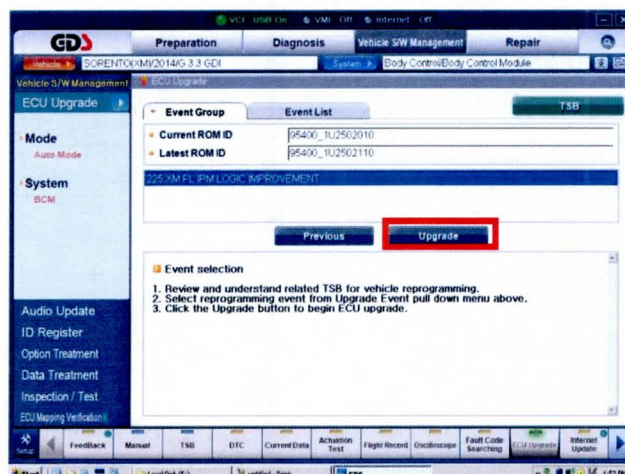 VCI USB On VMI Off Internet Off
GDS Preparation Diagnosis Vehicle S/W Management Repair
Vehicle SORENTO(XM)/2014/G 3.3 GDI System Body Control/Body Control Module
Vehicle S/W Management ECU Upgrade
ECU Upgrade
Event Group Event List TSB
Mode
Auto Mode
Current ROM ID 95400_1U2502010
Latest ROM ID 95400_1U2502110
System
BCM
225.XM FL IPM LOGIC IMPROVEMENT
Previous Upgrade
Event selection
1. Review and understand related TSB for vehicle reprogramming.
2. Select reprogramming event from Upgrade Event pull down menu above.
3. Click the Upgrade button to begin ECU upgrade.
Audio Update
ID Register
Option Treatment
Data Treatment
Inspection / Test
ECU Mapping Verification
Setup FeedBack Manual TSB DTC Current Data Actuation Test Flight Record Oscilloscope Fault Code Searching ECU Upgrade Internet Update